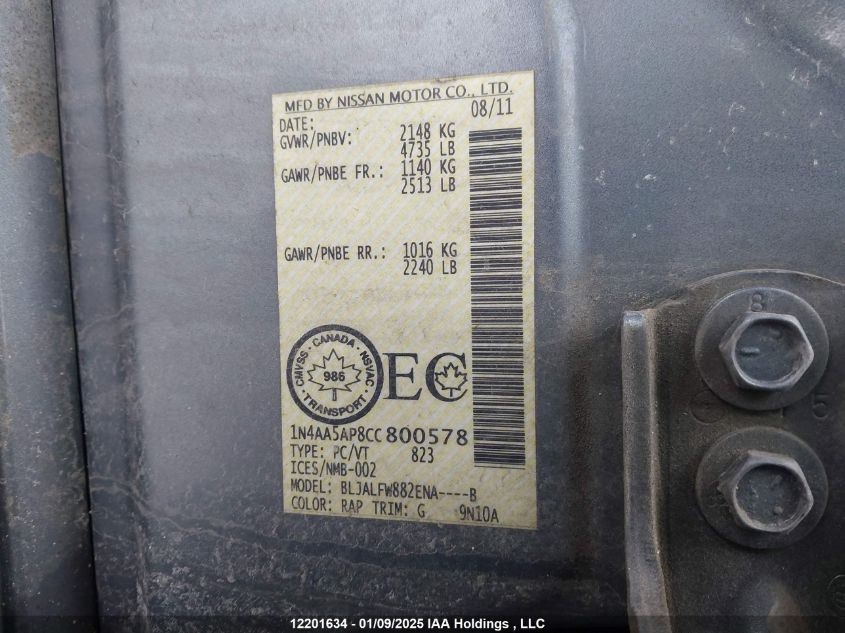 MFD BY NISSAN MOTOR CO., LTD.
DATE: 08/11
GVWR/PNBV: 2148 KG
4735 LB
GAWR/PNBE FR.: 1140 KG
2513 LB
GAWR/PNBE RR.: 1016 KG
2240 LB
CMVSS · CANADA · NSVAC
986
· TRANSPORT ·
EC
1N4AA5AP8CC800578
TYPE: PC/VT 823
ICES/NMB-002
MODEL: BLJALFW882ENA----B
COLOR: RAP TRIM: G 9N10A
8
5
12201634 - 01/09/2025 IAA Holdings , LLC